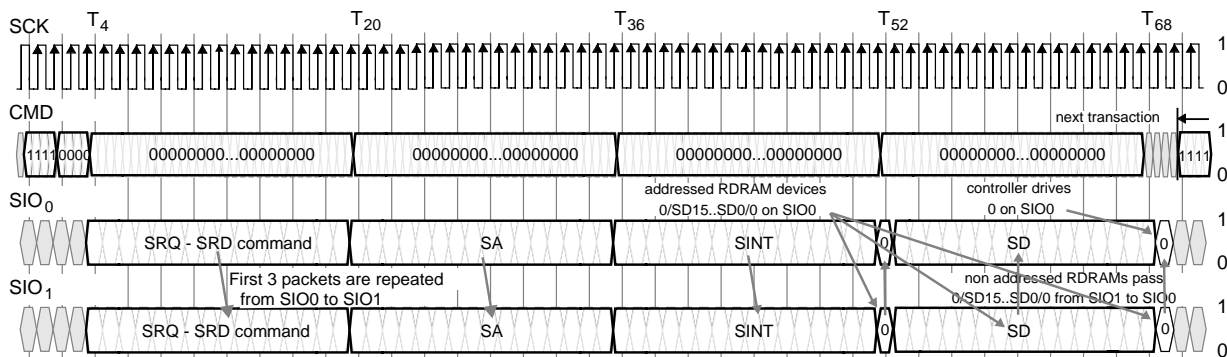 SCK T4 T20 T36 T52 T68
1
0
CMD
next transaction
1
1111 0000 00000000...00000000 00000000...00000000 00000000...00000000 00000000...00000000 1111
0
SIO0
addressed RDRAM devices
0/SD15..SD0/0 on SIO0
controller drives
0 on SIO0
1
SRQ - SRD command SA SINT 0 SD 0
0
First 3 packets are repeated
from SIO0 to SIO1
non addressed RDRAMs pass
0/SD15..SD0/0 from SIO1 to SIO0
SIO1
1
SRQ - SRD command SA SINT 0 SD 0
0